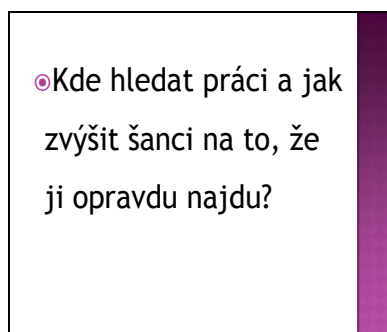 Kde hledat práci a jak
zvýšit šanci na to, že
ji opravdu najdu?